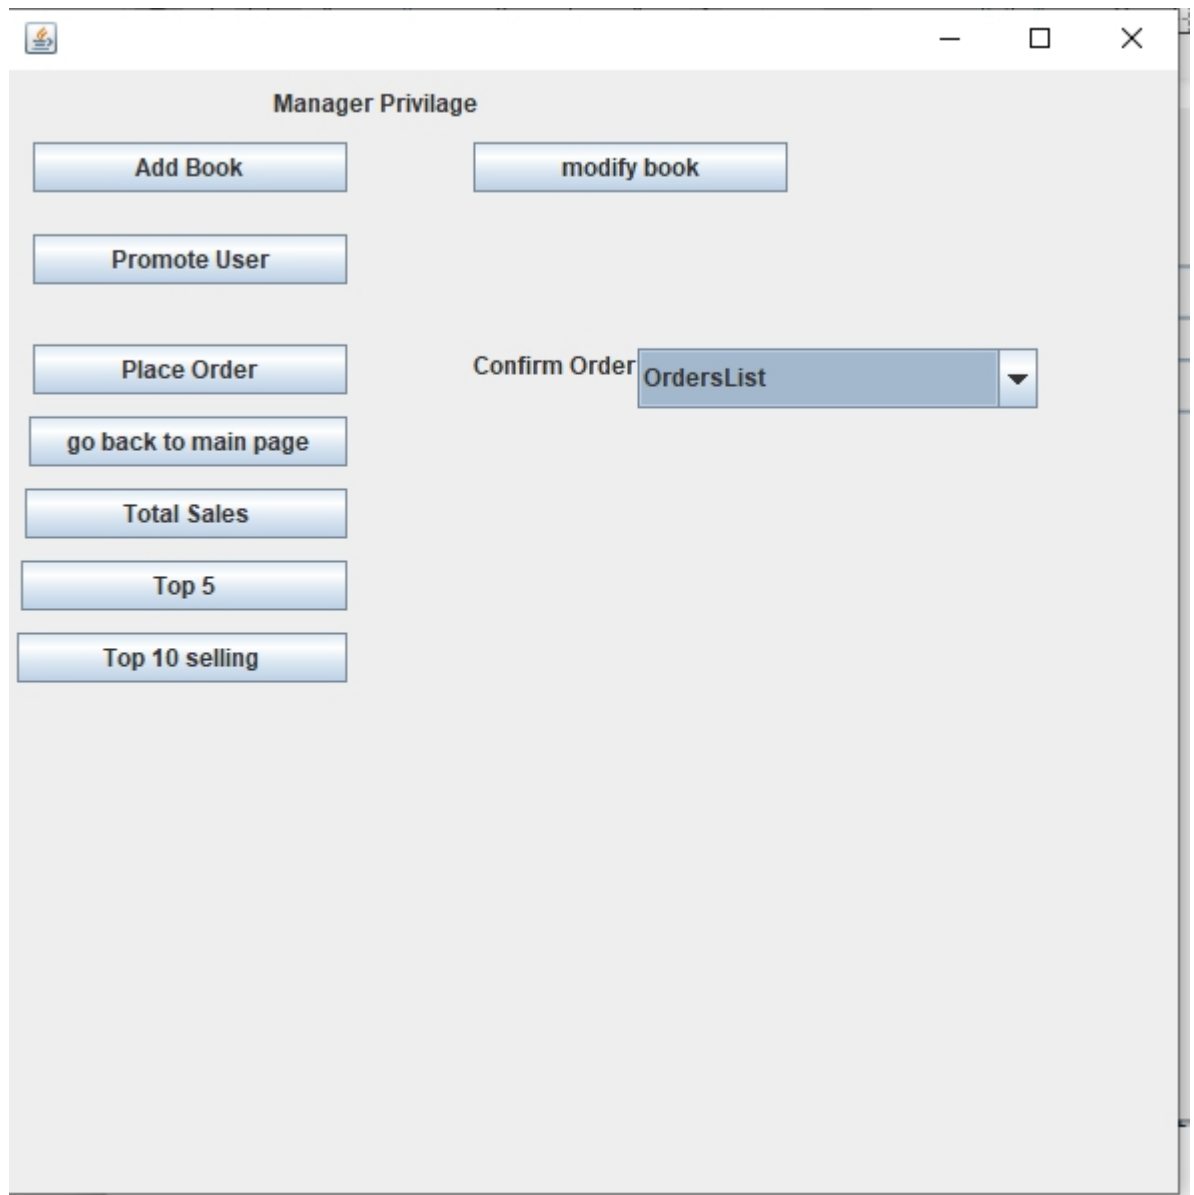 Manager Privilage
Add Book
modify book
Promote User
Place Order
Confirm Order
OrdersList
go back to main page
Total Sales
Top 5
Top 10 selling